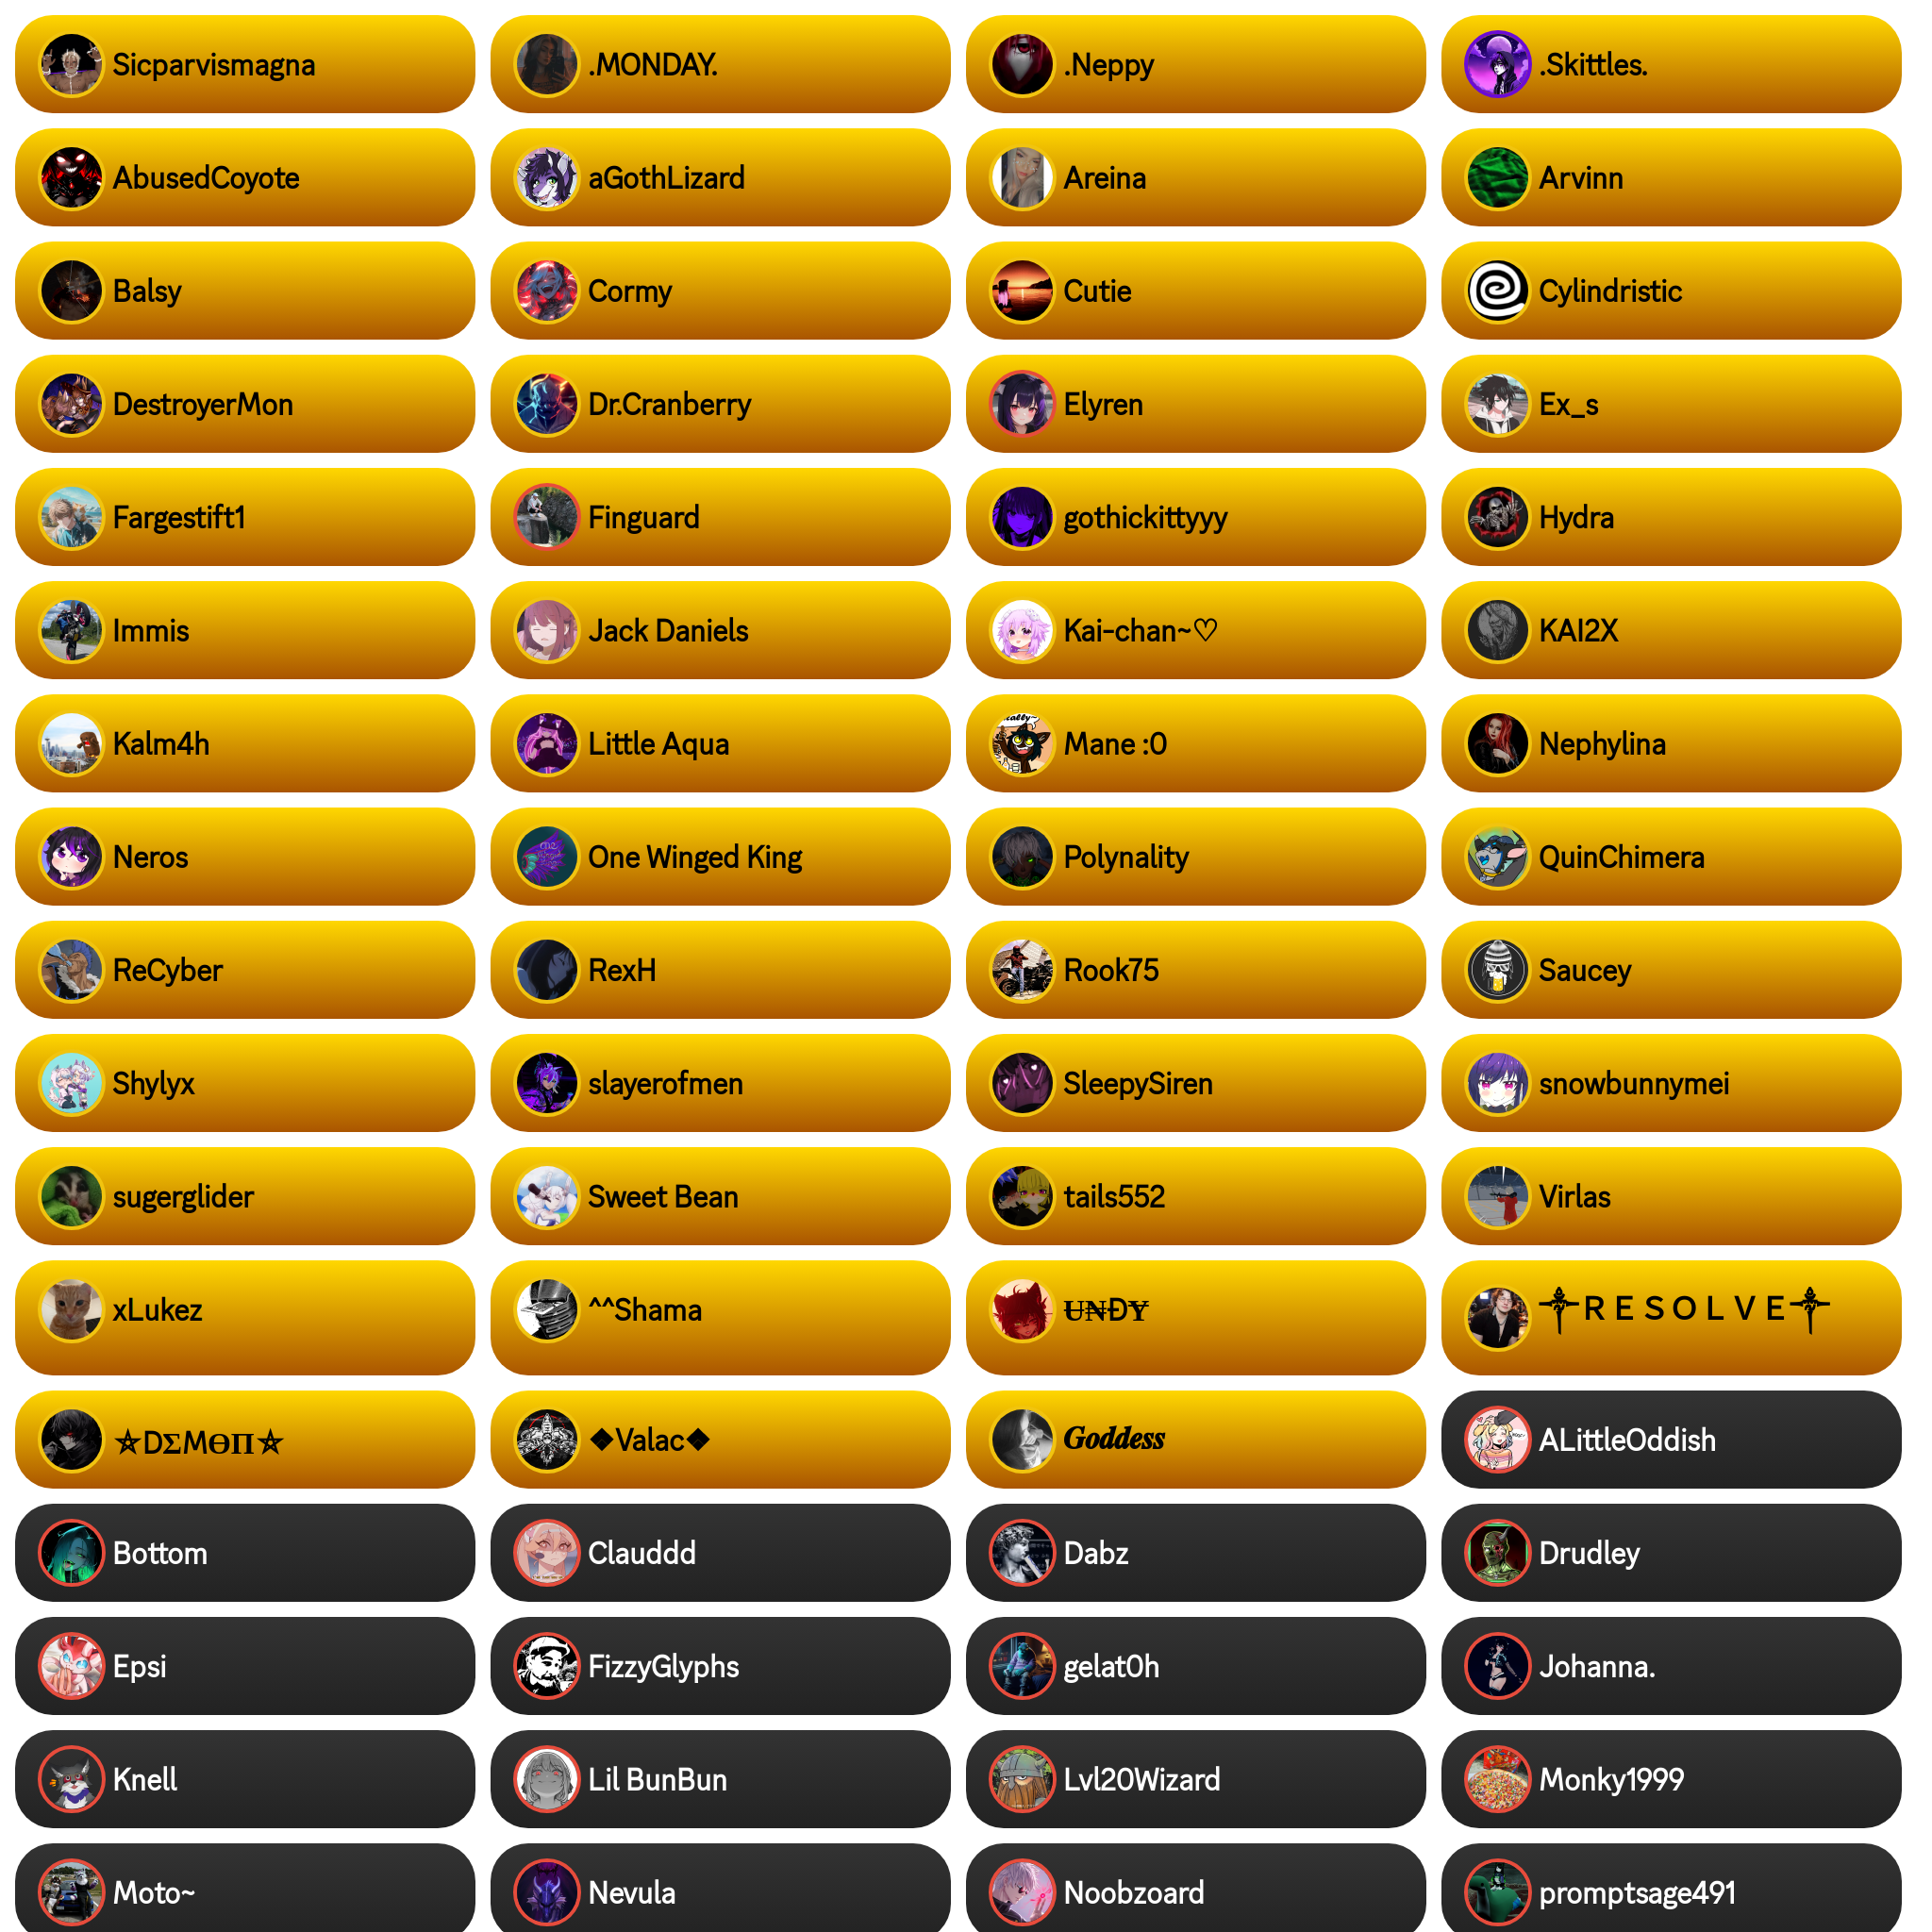 Sicparvismagna
.MONDAY.
.Neppy
.Skittles.
AbusedCoyote
aGothLizard
Areina
Arvinn
Balsy
Cormy
Cutie
Cylindristic
DestroyerMon
Dr.Cranberry
Elyren
Ex_s
Fargestift1
Finguard
gothickittyyy
Hydra
Immis
Jack Daniels
Kai-chan~♡
KAI2X
Kalm4h
Little Aqua
Mane :0
Nephylina
Neros
One Winged King
Polynality
QuinChimera
ReCyber
RexH
Rook75
Saucey
Shylyx
slayerofmen
SleepySiren
snowbunnymei
sugerglider
Sweet Bean
tails552
Virlas
xLukez
^^Shama
ɄN̶ĐɎ
༒R E S O L V E༒
⛧DΣMӨΠ⛧
◆Valac◆
𝑮𝒐𝒅𝒅𝒆𝒔𝒔
ALittleOddish
Bottom
Clauddd
Dabz
Drudley
Epsi
FizzyGlyphs
gelat0h
Johanna.
Knell
Lil BunBun
Lvl20Wizard
Monky1999
Moto~
Nevula
Noobzoard
promptsage491